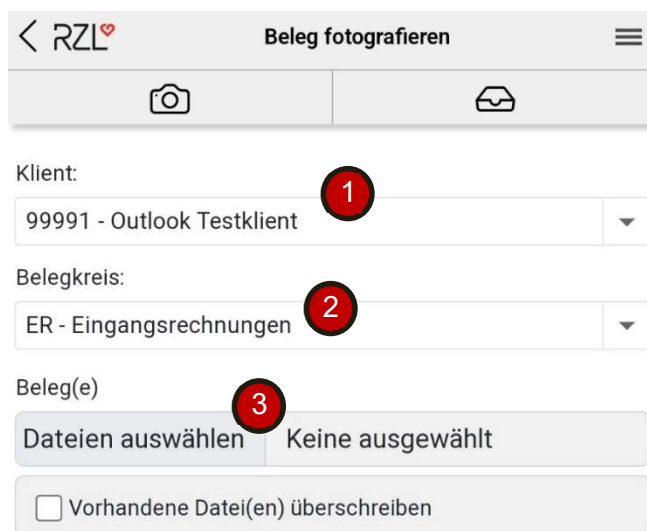 RZL Beleg fotografieren
Klient:
1
99991 - Outlook Testklient
Belegkreis:
2
ER - Eingangsrechnungen
Beleg(e)
3
Dateien auswählen Keine ausgewählt
Vorhandene Datei(en) überschreiben